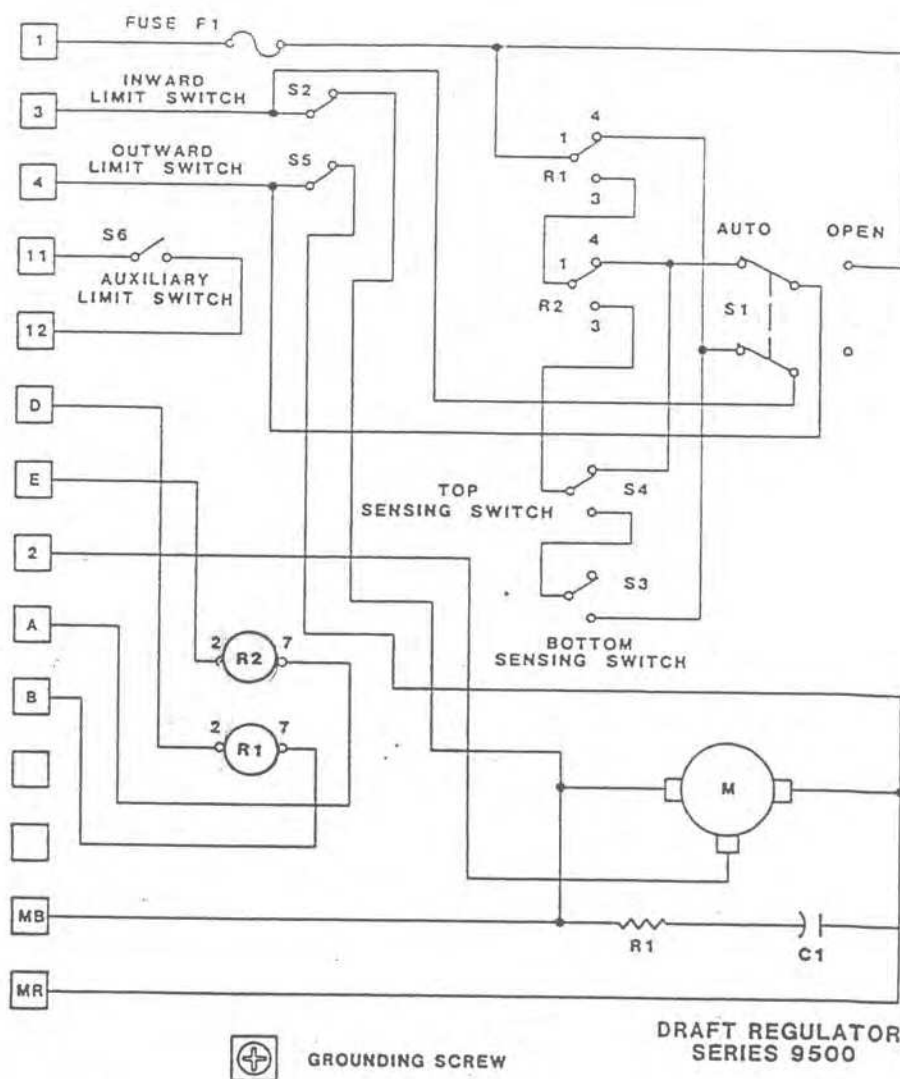 FUSE F1
1
INWARD
LIMIT SWITCH
S2
3
4
1
R1
3
OUTWARD
LIMIT SWITCH
S5
4
S6
11
AUXILIARY
LIMIT SWITCH
4
1
R2
3
AUTO
OPEN
S1
12
D
E
TOP
SENSING SWITCH
S4
2
S3
BOTTOM
SENSING SWITCH
A
2
R2
7
B
2
R1
7
M
MB
R1
C1
MR
DRAFT REGULATOR
SERIES 9500
GROUNDING SCREW